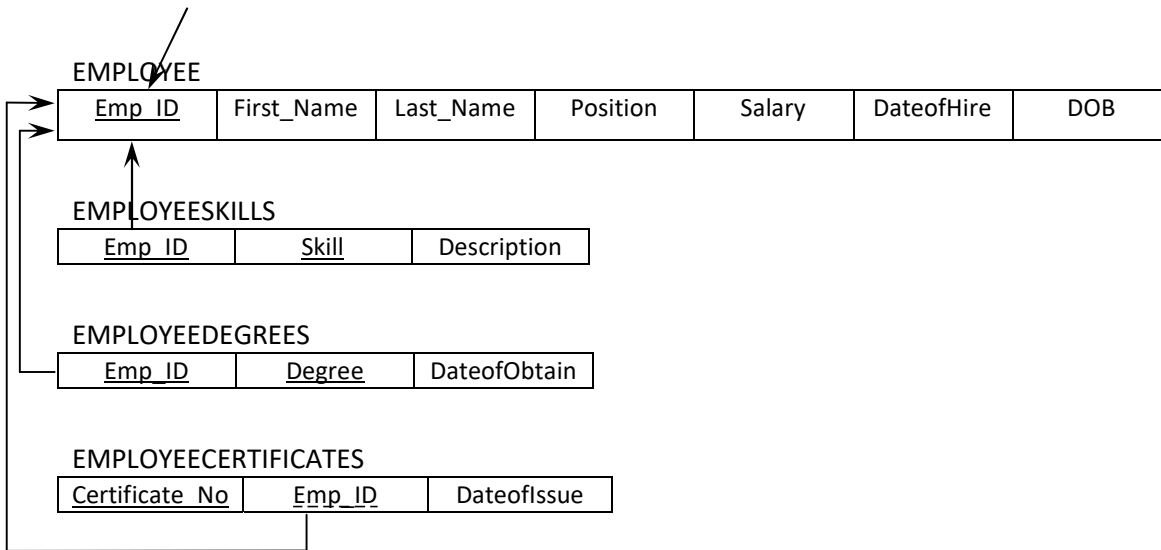 EMPLOYEE
Emp_ID First_Name Last_Name Position Salary DateofHire DOB
EMPLOYEESKILLS
Emp_ID Skill Description
EMPLOYEEDEGREES
Emp_ID Degree DateofObtain
EMPLOYEECERTIFICATES
Certificate_No Emp_ID DateofIssue